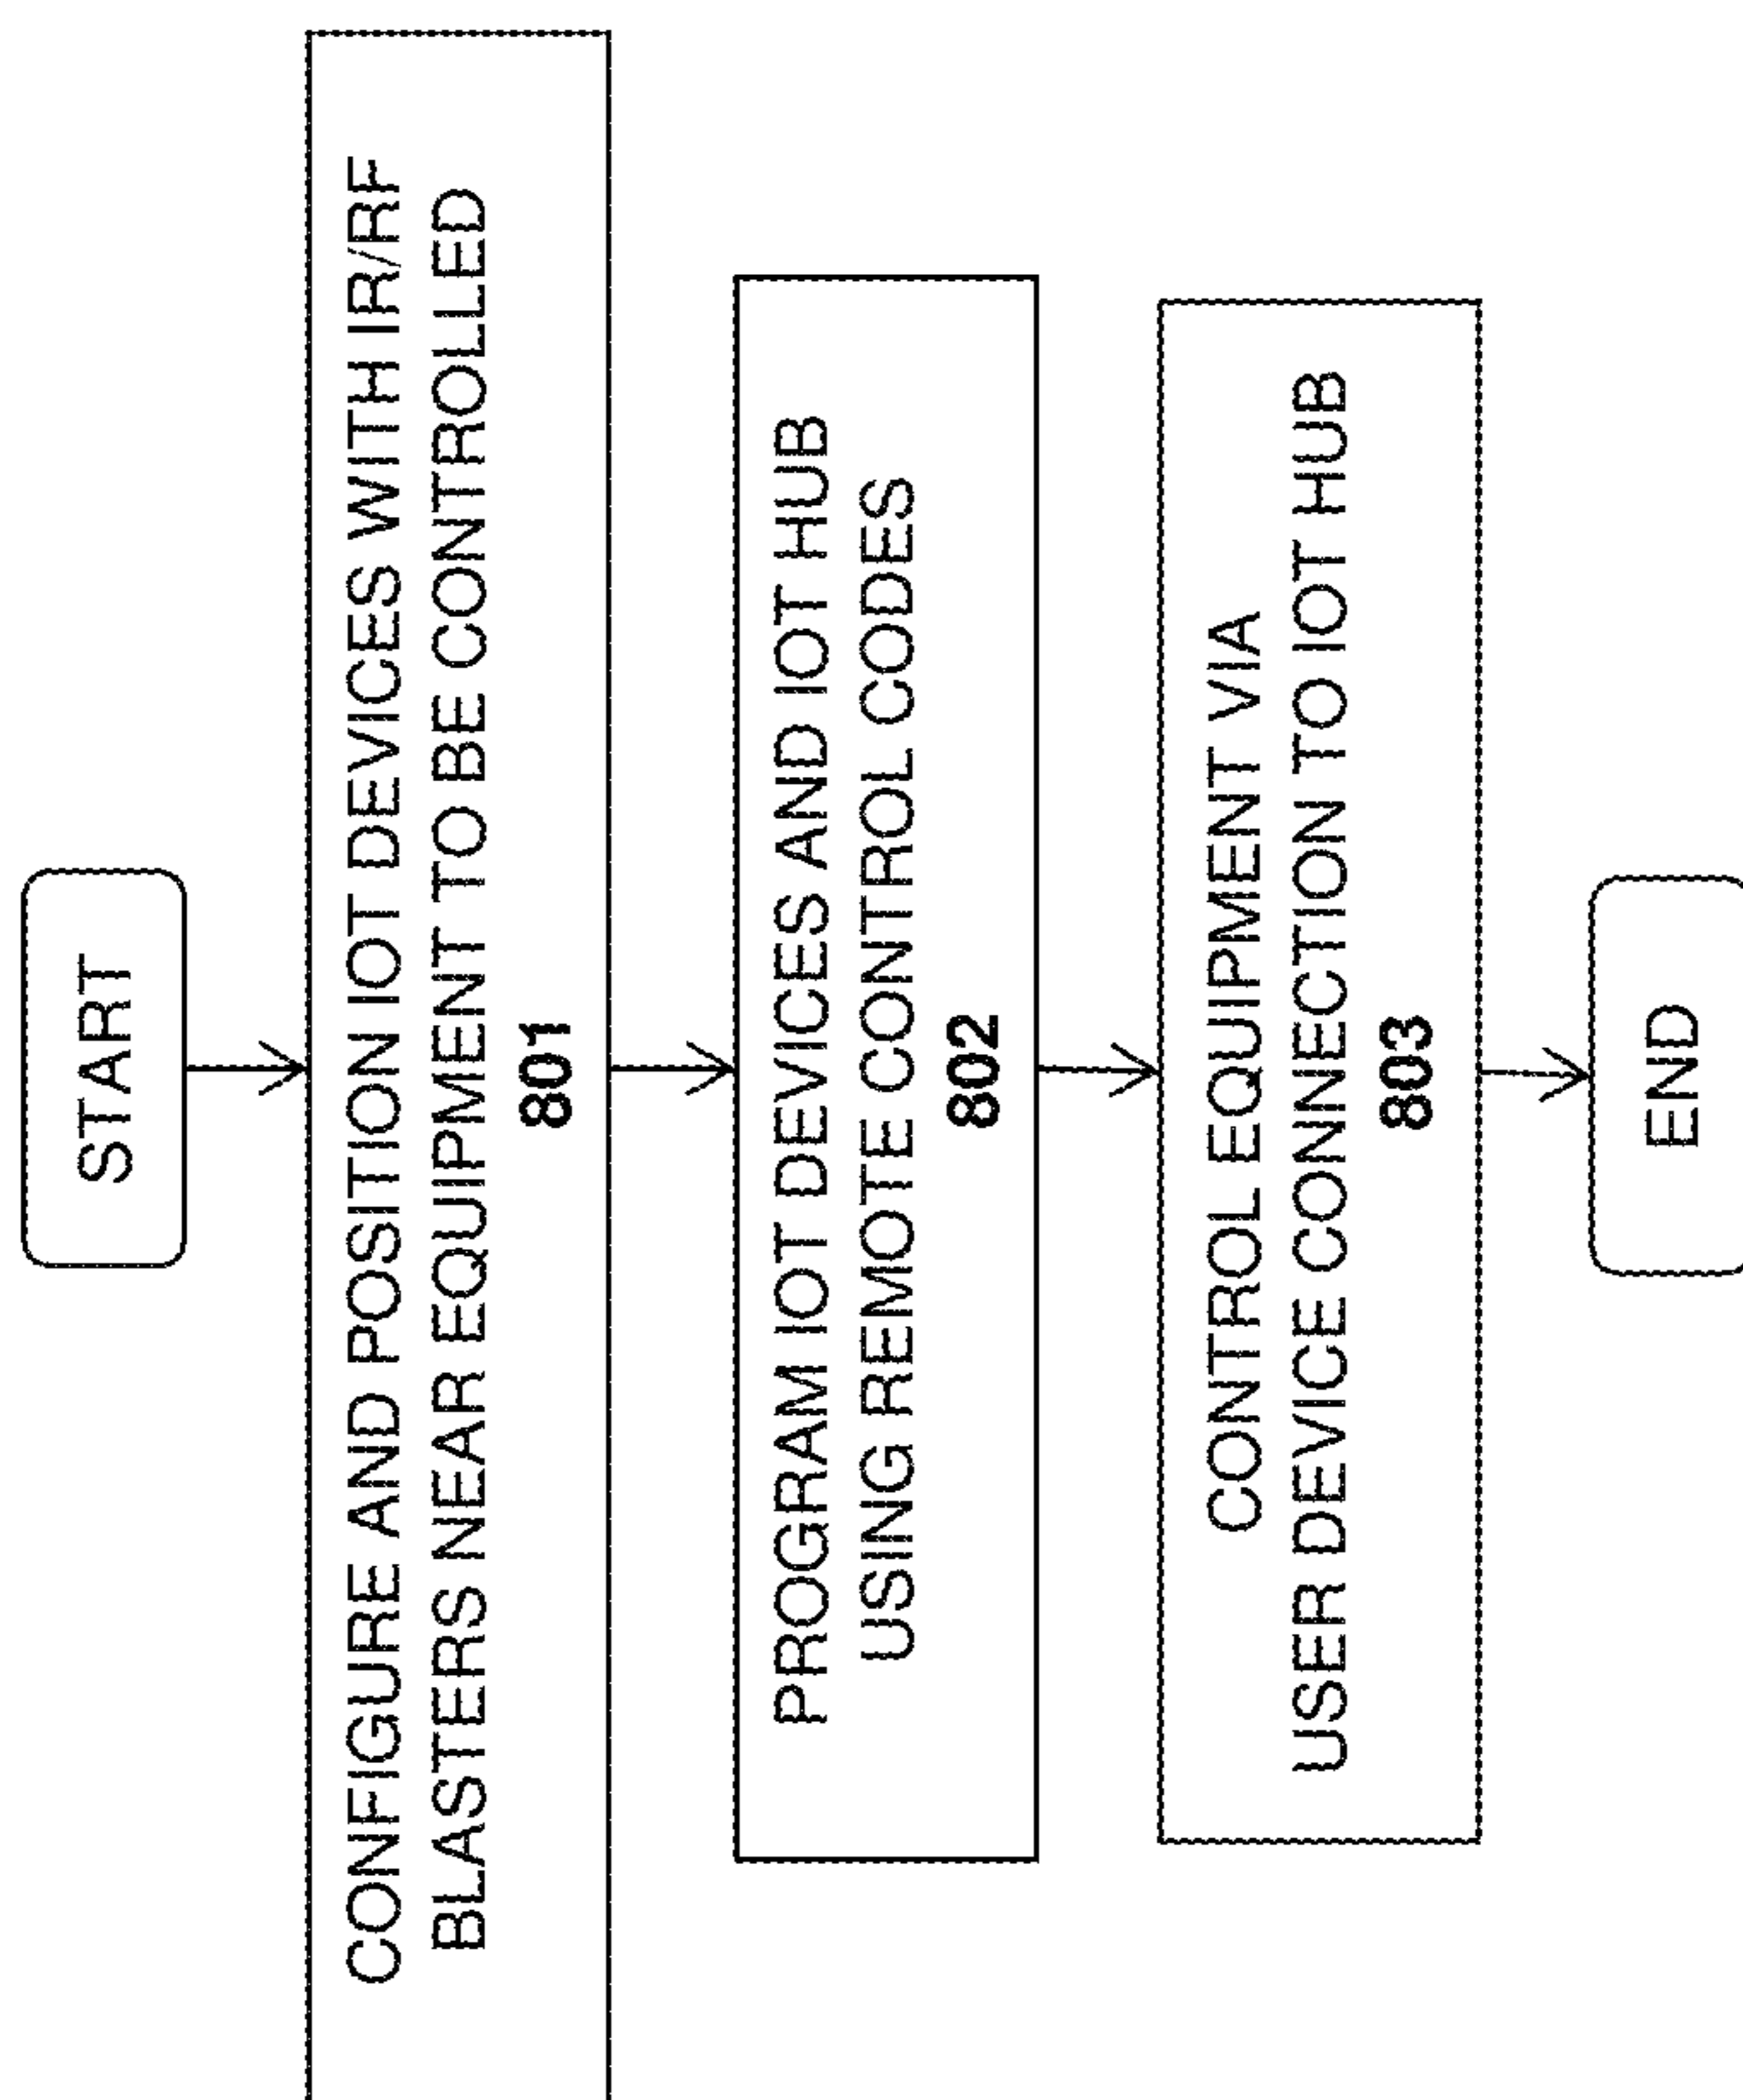 START
CONFIGURE AND POSITION IOT DEVICES WITH IR/RF
BLASTERS NEAR EQUIPMENT TO BE CONTROLLED
801
PROGRAM IOT DEVICES AND IOT HUB
USING REMOTE CONTROL CODES
802
CONTROL EQUIPMENT VIA
USER DEVICE CONNECTION TO IOT HUB
803
END